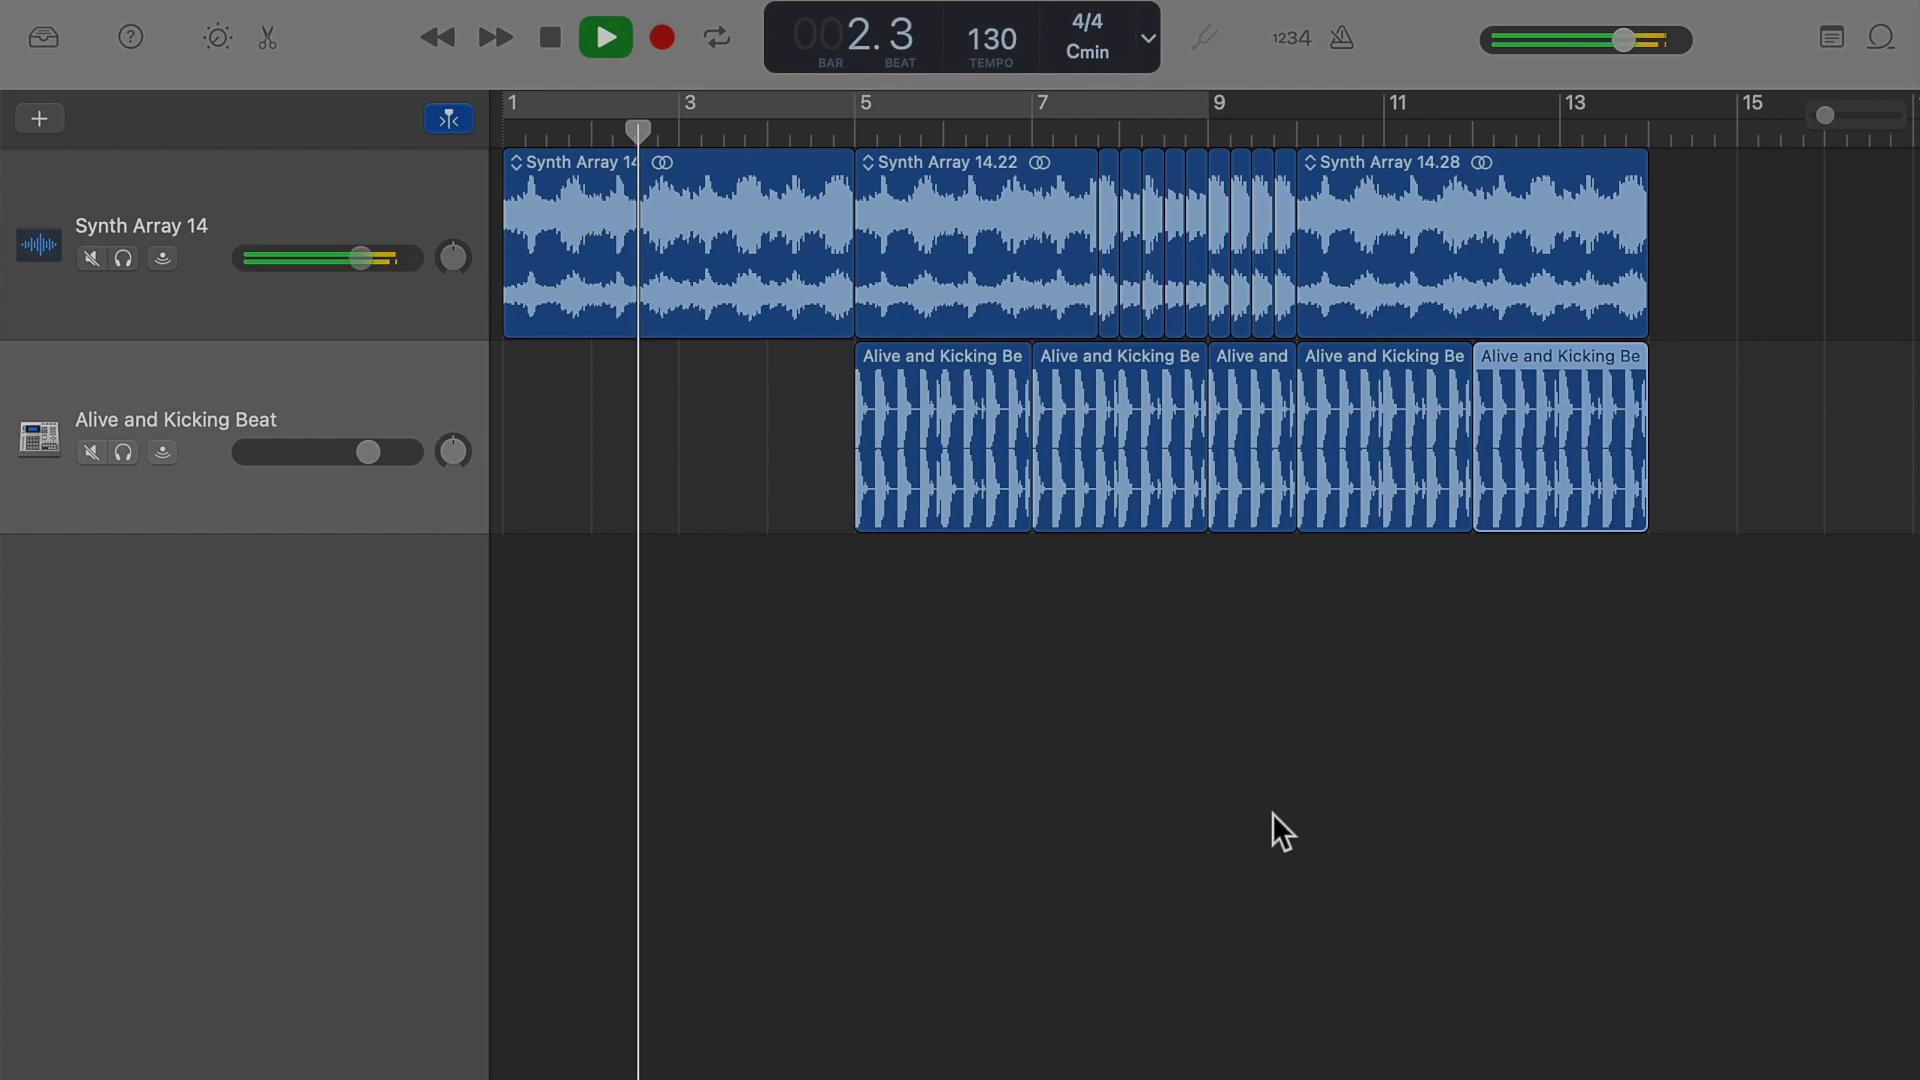 002. 3
BAR BEAT
130
TEMPO
4/4
Cmin
1234
1 3 5 7 9 11 13 15
Synth Array 14
Synth Array 14.22
Synth Array 14.28
Synth Array 14
Alive and Kicking Be
Alive and Kicking Be
Alive and
Alive and Kicking Be
Alive and Kicking Be
Alive and Kicking Beat